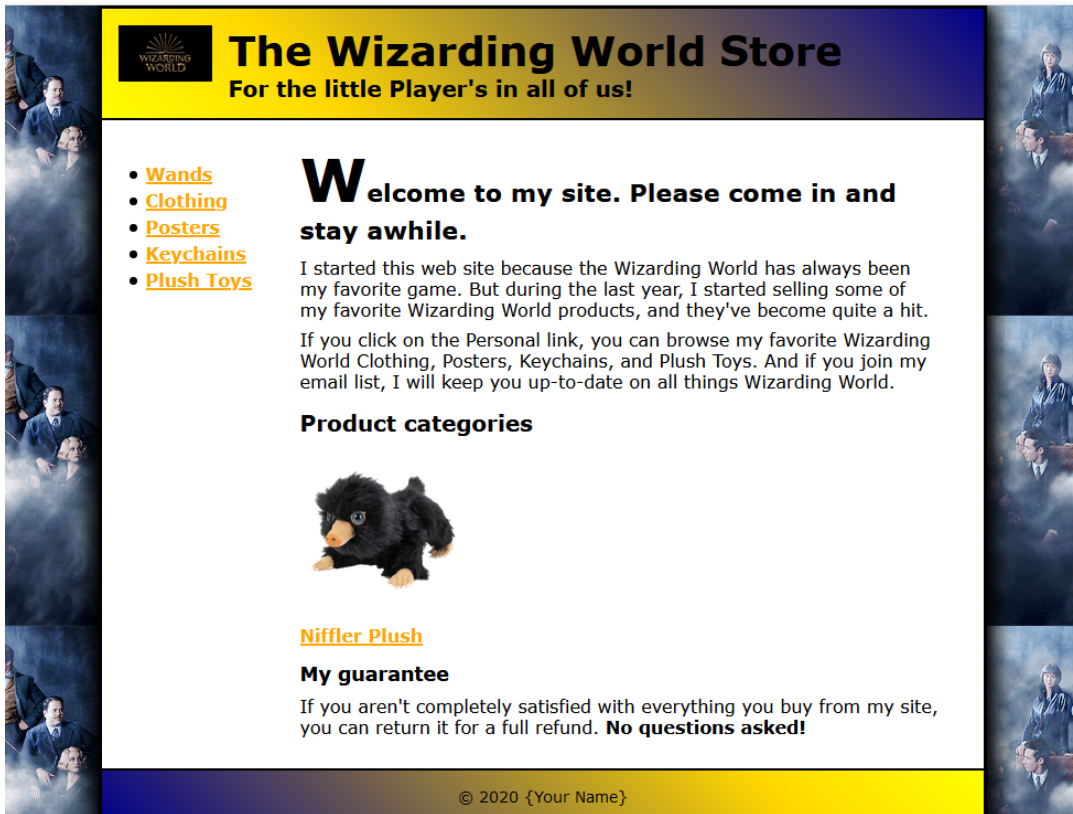 WIZARDING
WORLD
The Wizarding World Store
For the little Player's in all of us!
Wands
Clothing
Posters
Keychains
Plush Toys
Welcome to my site. Please come in and
stay awhile.
I started this web site because the Wizarding World has always been
my favorite game. But during the last year, I started selling some of
my favorite Wizarding World products, and they've become quite a hit.
If you click on the Personal link, you can browse my favorite Wizarding
World Clothing, Posters, Keychains, and Plush Toys. And if you join my
email list, I will keep you up-to-date on all things Wizarding World.
Product categories
Niffler Plush
My guarantee
If you aren't completely satisfied with everything you buy from my site,
you can return it for a full refund. No questions asked!
© 2020 {Your Name}